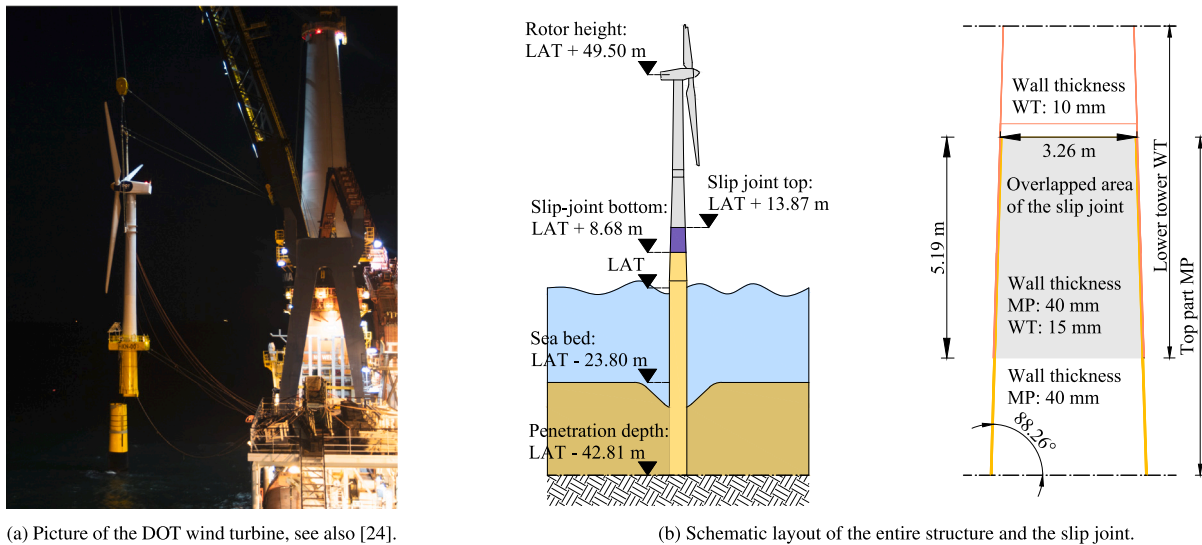 Rotor height:
LAT + 49.50 m
Slip joint top:
LAT + 13.87 m
Slip-joint bottom:
LAT + 8.68 m
LAT
Sea bed:
LAT - 23.80 m
Penetration depth:
LAT - 42.81 m
Wall thickness
WT: 10 mm
3.26 m
Overlapped area
of the slip joint
5.19 m
Wall thickness
MP: 40 mm
WT: 15 mm
Wall thickness
MP: 40 mm
88.26°
Lower tower WT
Top part MP
(a) Picture of the DOT wind turbine, see also [24].
(b) Schematic layout of the entire structure and the slip joint.